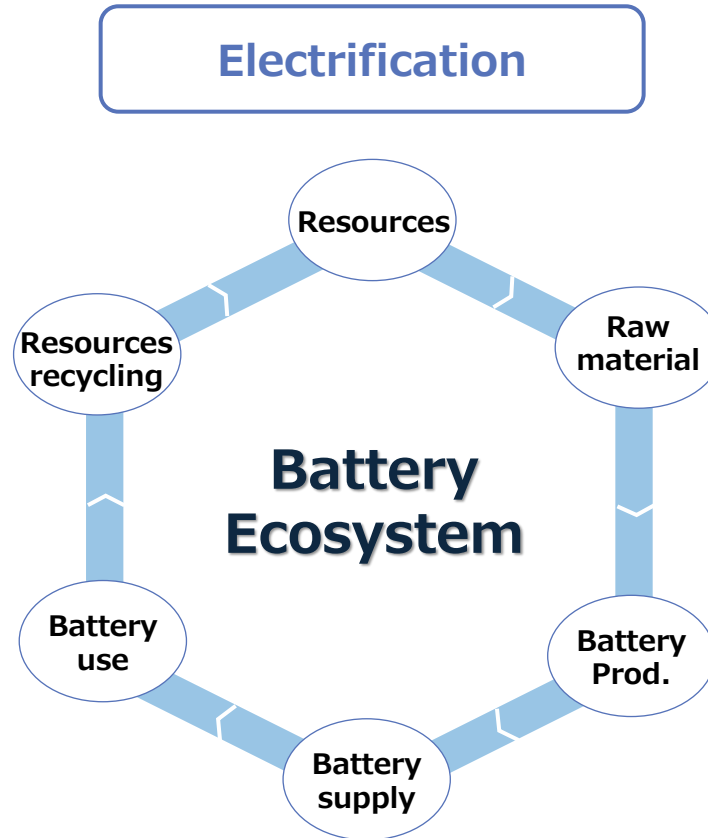 Electrification
Resources
Raw
material
Battery
Prod.
Battery
supply
Battery
use
Resources
recycling
Battery
Ecosystem